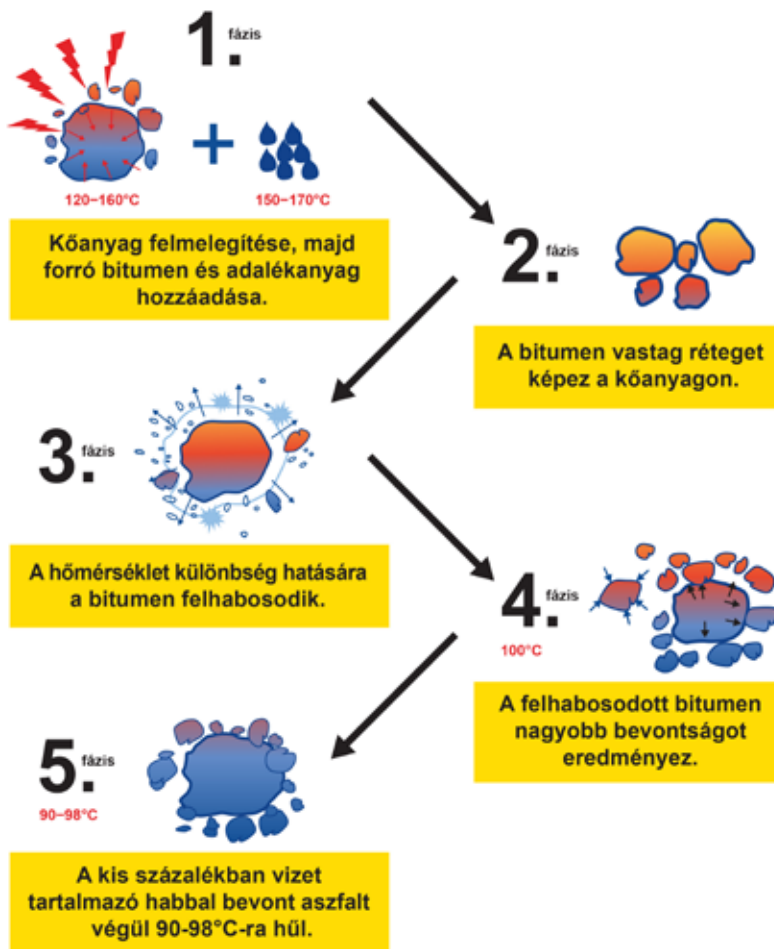 1. fázis
120–160°C
150–170°C
Kőanyag felmelegítése, majd
forró bitumen és adalékanyag
hozzáadása.
2. fázis
A bitumen vastag réteget
képez a kőanyagon.
3. fázis
A hőmérséklet különbség hatására
a bitumen felhabosodik.
4. fázis
100°C
A felhabosodott bitumen
nagyobb bevontságot
eredményez.
5. fázis
90–98°C
A kis százalékban vizet
tartalmazó habbal bevont aszfalt
végül 90-98°C-ra hűl.